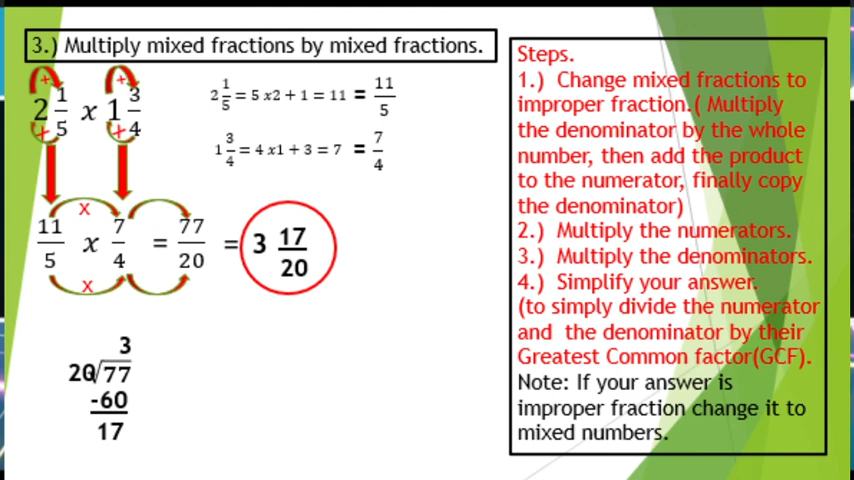 3.) Multiply mixed fractions by mixed fractions.
2 1/5 x 1 3/4
2 1/5 = 5 x2 + 1 = 11 = 11/5
1 3/4 = 4 x1 + 3 = 7 = 7/4
+ +
+ +
x
11/5 x 7/4 = 77/20 = 3 17/20
x
3
20√77
-60
17
Steps.
1.) Change mixed fractions to
improper fraction.( Multiply
the denominator by the whole
number, then add the product
to the numerator, finally copy
the denominator)
2.) Multiply the numerators.
3.) Multiply the denominators.
4.) Simplify your answer.
(to simply divide the numerator
and the denominator by their
Greatest Common factor(GCF).
Note: If your answer is
improper fraction change it to
mixed numbers.